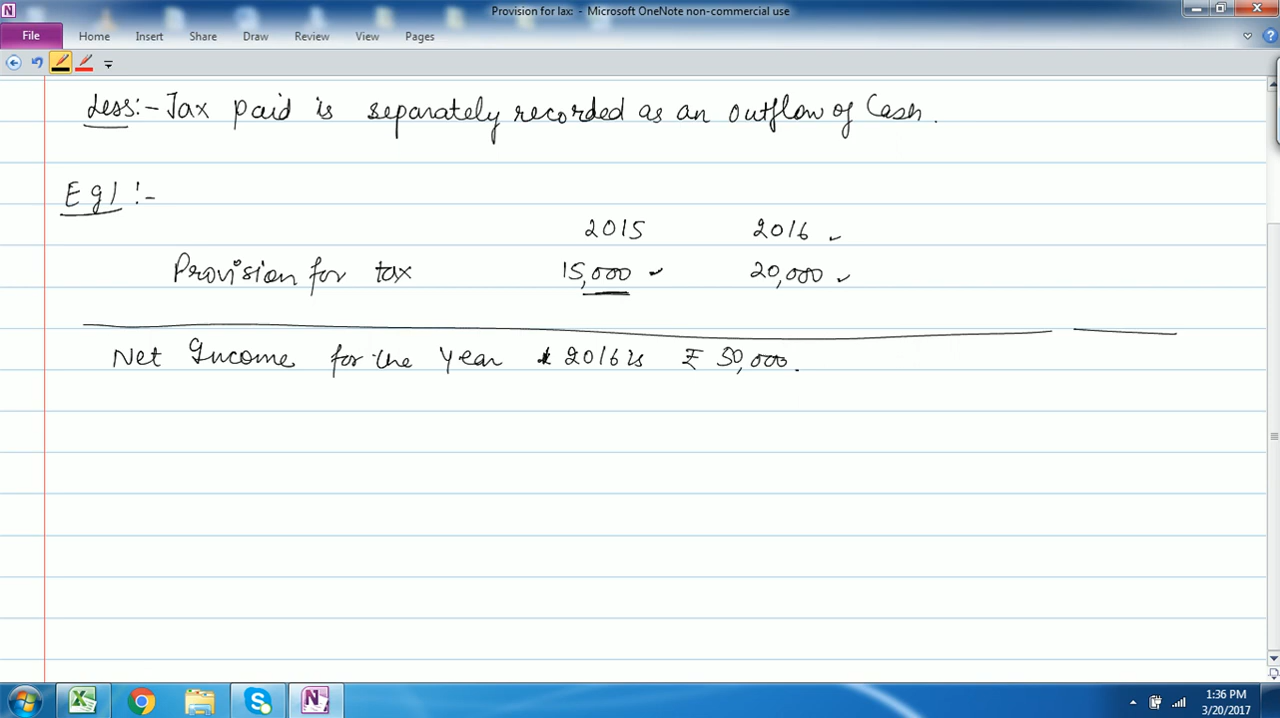 Provision for Iax: - Microsoft OneNote non-commercial use
File Home Insert Share Draw Review View Pages
Less:- Tax paid is separately recorded as an outflow of Cash.
Eg1:-
2015 2016
Provision for tax 15,000 20,000
Net Income for the Year 2016 is ₹ 50,000.
1:36 PM
3/20/2017